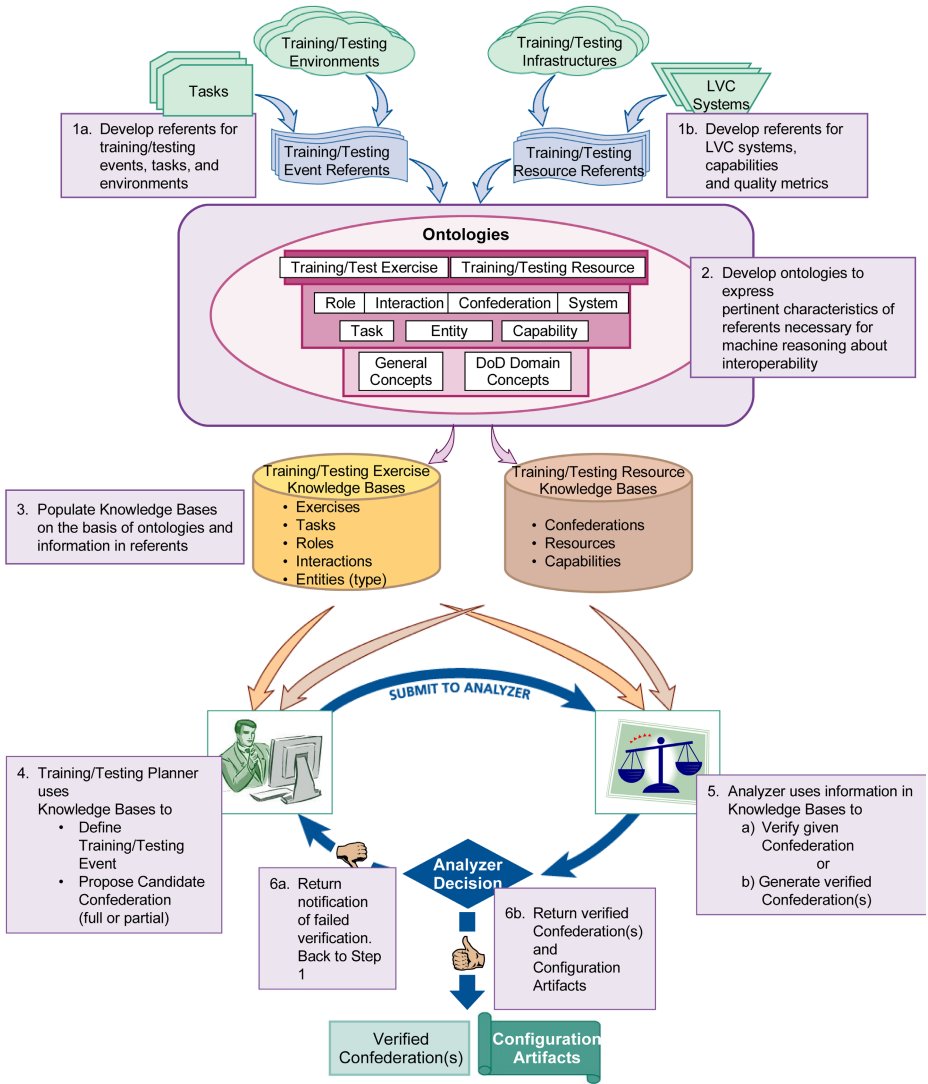 Training/Testing
Environments
Training/Testing
Infrastructures
Tasks
LVC
Systems
1a. Develop referents for
training/testing
events, tasks, and
environments
Training/Testing
Event Referents
Training/Testing
Resource Referents
1b. Develop referents for
LVC systems,
capabilities
and quality metrics
Ontologies
Training/Test Exercise
Training/Testing Resource
Role
Interaction
Confederation
System
Task
Entity
Capability
General
Concepts
DoD Domain
Concepts
2. Develop ontologies to
express
pertinent characteristics of
referents necessary for
machine reasoning about
interoperability
3. Populate Knowledge Bases
on the basis of ontologies and
information in referents
Training/Testing Exercise
Knowledge Bases
• Exercises
• Tasks
• Roles
• Interactions
• Entities (type)
Training/Testing Resource
Knowledge Bases
• Confederations
• Resources
• Capabilities
SUBMIT TO ANALYZER
4. Training/Testing Planner
uses
Knowledge Bases to
• Define
Training/Testing
Event
• Propose Candidate
Confederation
(full or partial)
5. Analyzer uses information in
Knowledge Bases to
a) Verify given
Confederation
or
b) Generate verified
Confederation(s)
Analyzer
Decision
6a. Return
notification
of failed
verification.
Back to Step
1
6b. Return verified
Confederation(s)
and
Configuration
Artifacts
Verified
Confederation(s)
Configuration
Artifacts